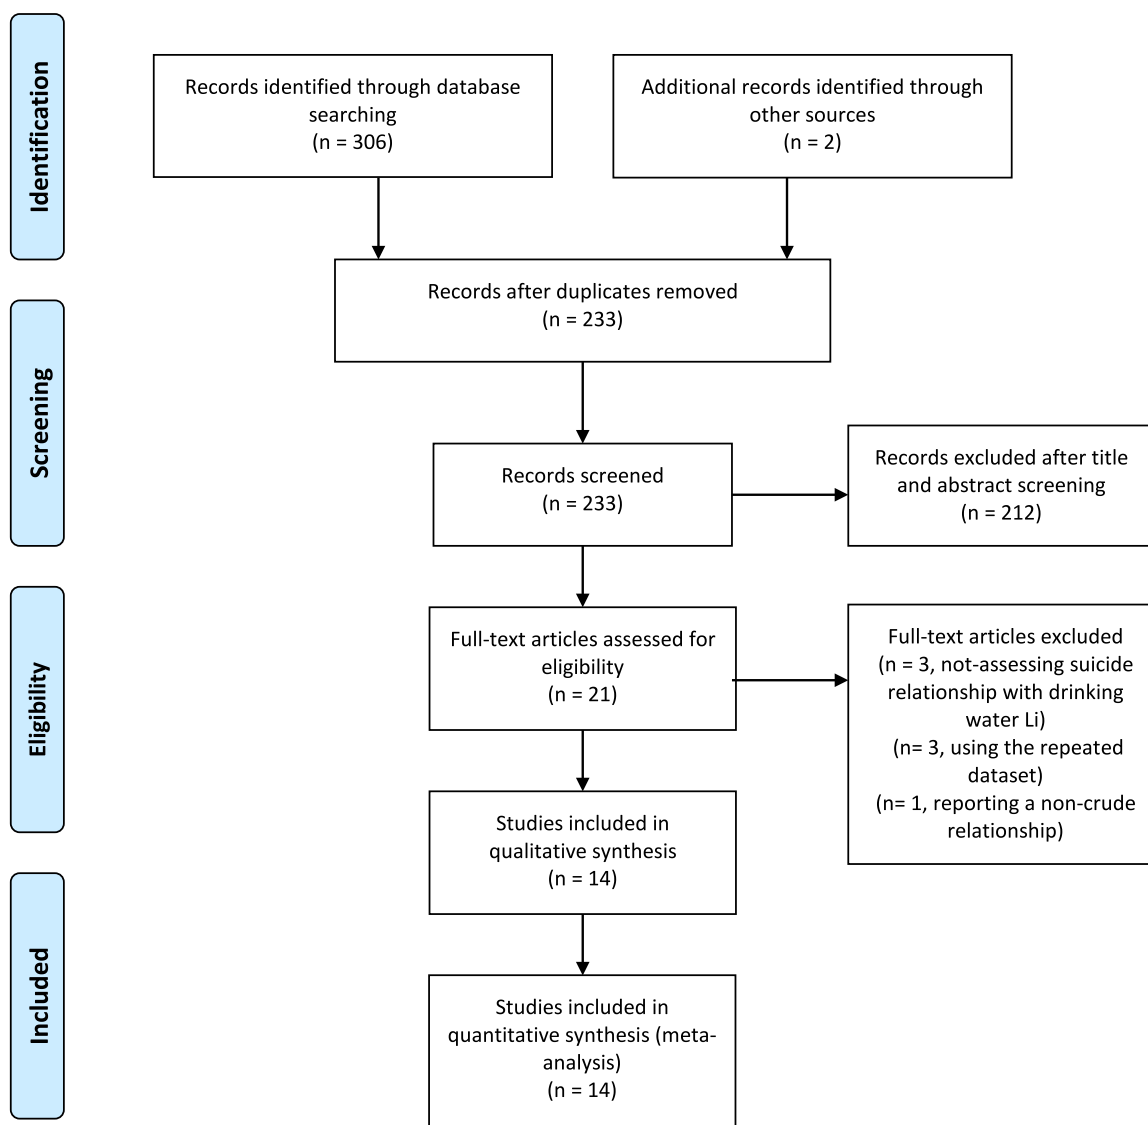 Identification
Records identified through database
searching
(n = 306)
Additional records identified through
other sources
(n = 2)
Records after duplicates removed
(n = 233)
Screening
Records screened
(n = 233)
Records excluded after title
and abstract screening
(n = 212)
Eligibility
Full-text articles assessed for
eligibility
(n = 21)
Full-text articles excluded
(n = 3, not-assessing suicide
relationship with drinking
water Li)
(n= 3, using the repeated
dataset)
(n= 1, reporting a non-crude
relationship)
Studies included in
qualitative synthesis
(n = 14)
Included
Studies included in
quantitative synthesis (meta-
analysis)
(n = 14)